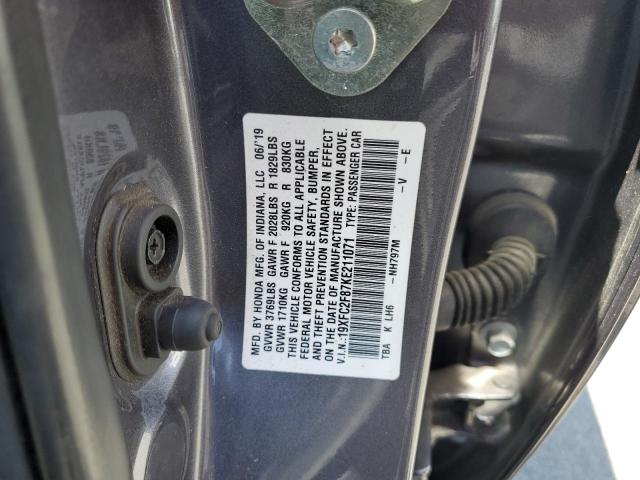 MFD. BY HONDA MFG. OF INDIANA, LLC 06/'19
GVWR 3769LBS GAWR F 2028LBS R 1829LBS
GVWR 1710KG GAWR F 920KG R 830KG
THIS VEHICLE CONFORMS TO ALL APPLICABLE
FEDERAL MOTOR VEHICLE SAFETY, BUMPER,
AND THEFT PREVENTION STANDARDS IN EFFECT
ON THE DATE OF MANUFACTURE SHOWN ABOVE.
V.I.N.:19XFC2F87KE211071 TYPE: PASSENGER CAR
TBA K LH6 -NH797M -V -E